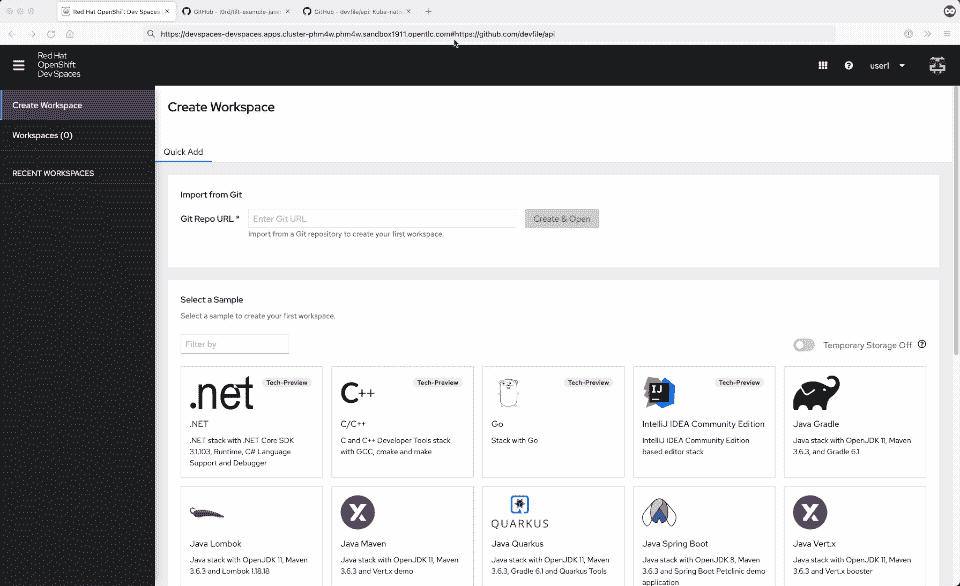 Red Hat OpenShift Dev Spaces
GitHub - devfile/api: Kube-nati
https://devspaces-devspaces.apps.cluster-phm4w.phm4w.sandbox1911.opentlc.com#https://github.com/devfile/api
Red Hat
OpenShift
Dev Spaces
user1
Create Workspace
Workspaces (0)
RECENT WORKSPACES
Create Workspace
Quick Add
Import from Git
Git Repo URL *
Enter Git URL
Create & Open
Import from a Git repository to create your first workspace.
Select a Sample
Select a sample to create your first workspace.
Filter by
Temporary Storage Off
.net
Tech-Preview
.NET
.NET stack with .NET Core SDK
3.1.103, Runtime, C# Language
Support and Debugger
C++
Tech-Preview
C/C++
C and C++ Developer Tools stack
with GCC, cmake and make
Tech-Preview
Go
Stack with Go
IJ
Tech-Preview
IntelliJ IDEA Community Edition
IntelliJ IDEA Community Edition
based editor stack
Java Gradle
Java stack with OpenJDK 11, Maven
3.6.3, and Gradle 6.1
Java Lombok
Java stack with OpenJDK 11, Maven
3.6.3 and Lombok 1.18.18
X
Java Maven
Java stack with OpenJDK 11, Maven
3.6.3 and Vert.x demo
QUARKUS
Java Quarkus
Java stack with OpenJDK 11, Maven
3.6.3, Gradle 6.1 and Quarkus Tools
Java Spring Boot
Java stack with OpenJDK 8, Maven
3.6.3 and Spring Boot Petclinic demo
application
X
Java Vert.x
Java stack with OpenJDK 11, Maven
3.6.3 and Vert.x booster